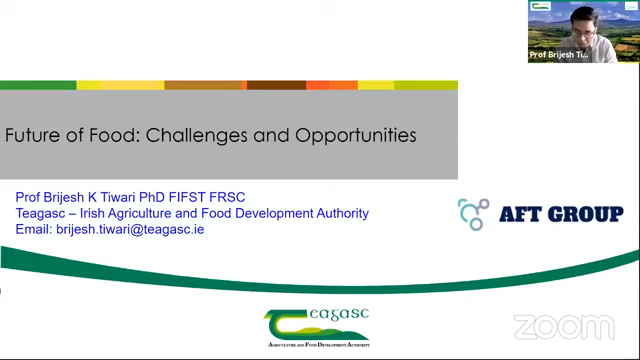 Prof Brijesh Ti...
Future of Food: Challenges and Opportunities
Prof Brijesh K Tiwari PhD FIFST FRSC
Teagasc – Irish Agriculture and Food Development Authority
Email: brijesh.tiwari@teagasc.ie
AFT GROUP
Teagasc
AGRICULTURE AND FOOD DEVELOPMENT AUTHORITY
zoom